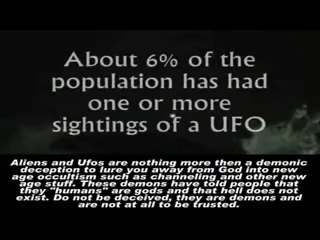 About 6% of the
population has had
one or more
sightings of a UFO
Aliens and Ufos are nothing more then a demonic
deception to lure you away from God into new
age occultism such as channeling and other new
age stuff. These demons have told people that
they "humans" are gods and that hell does not
exist. Do not be deceived, they are demons and
are not at all to be trusted.